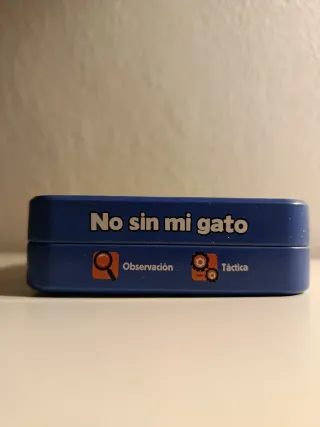 No sin mi gato
Observación Táctica